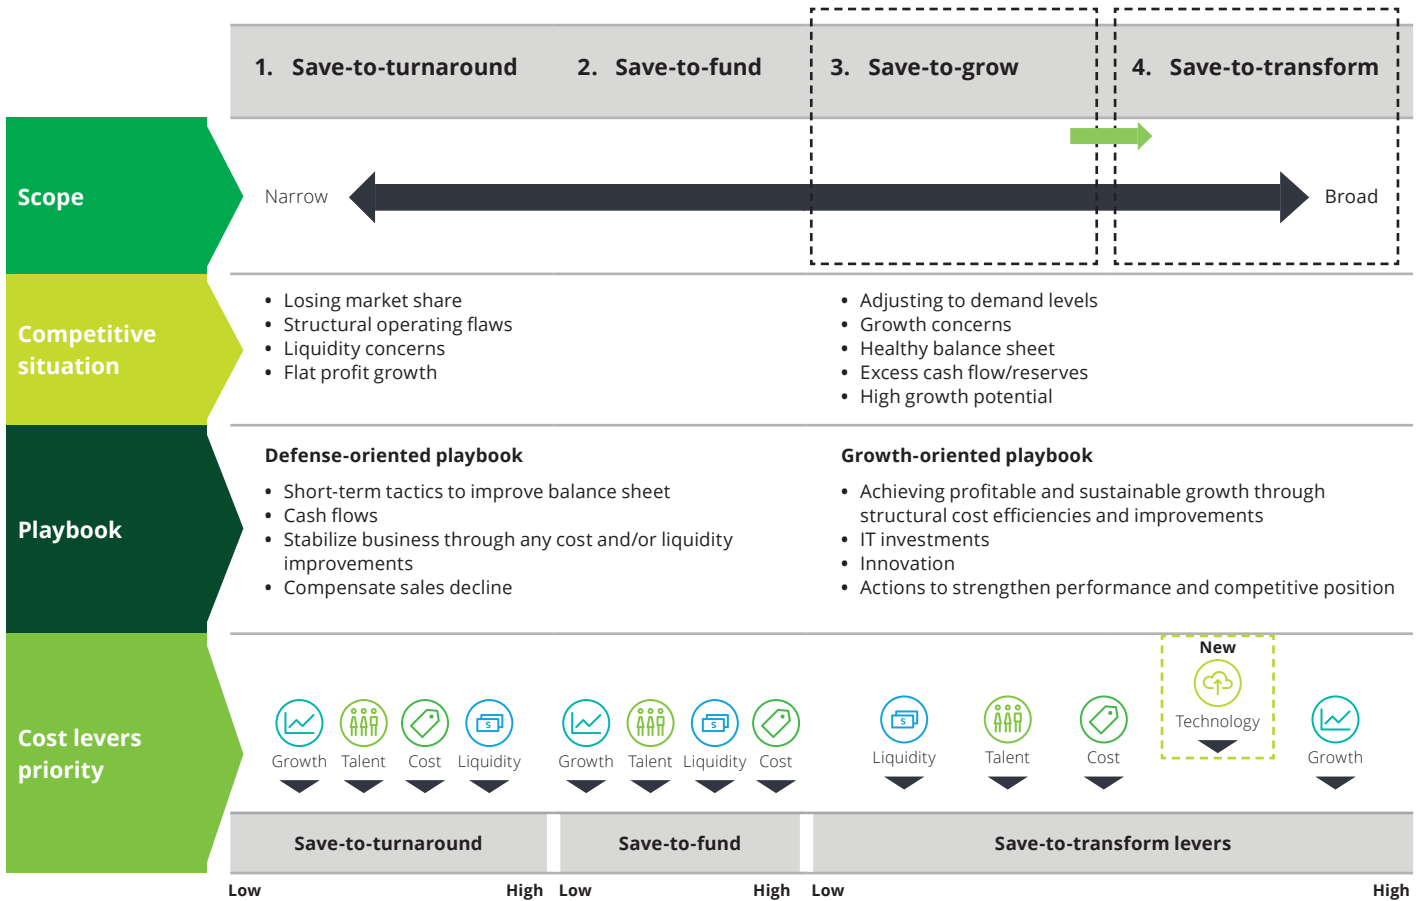 1. Save-to-turnaround
2. Save-to-fund
3. Save-to-grow
4. Save-to-transform
Scope
Narrow
Broad
Competitive
situation
• Losing market share
• Structural operating flaws
• Liquidity concerns
• Flat profit growth
• Adjusting to demand levels
• Growth concerns
• Healthy balance sheet
• Excess cash flow/reserves
• High growth potential
Playbook
Defense-oriented playbook
• Short-term tactics to improve balance sheet
• Cash flows
• Stabilize business through any cost and/or liquidity
improvements
• Compensate sales decline
Growth-oriented playbook
• Achieving profitable and sustainable growth through
structural cost efficiencies and improvements
• IT investments
• Innovation
• Actions to strengthen performance and competitive position
Cost levers
priority
Growth Talent Cost Liquidity
$
Growth Talent Liquidity Cost
$
New
$
Liquidity Talent Cost Technology Growth
Save-to-turnaround
Save-to-fund
Save-to-transform levers
Low High
Low High
Low High